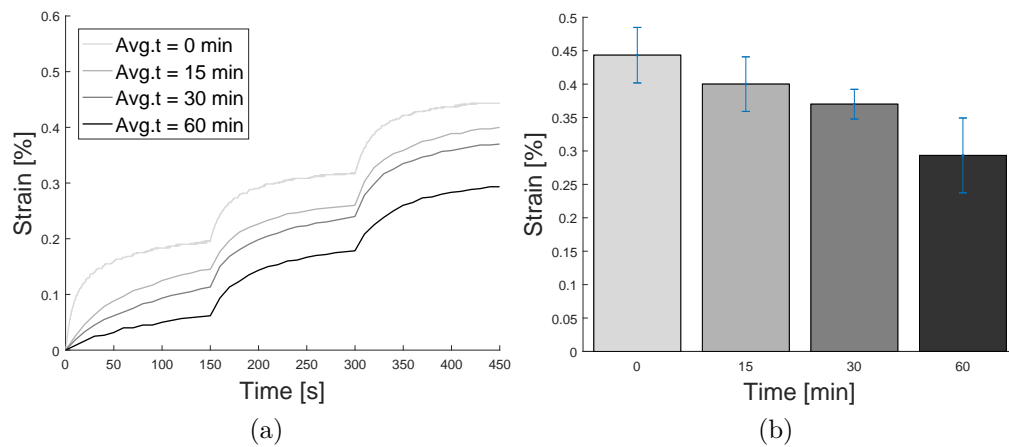 0.6
0.5
0.4
0.3
0.2
0.1
0
Strain [%]
Avg.t = 0 min
Avg.t = 15 min
Avg.t = 30 min
Avg.t = 60 min
0 50 100 150 200 250 300 350 400 450
Time [s]
(a)
0.5
0.45
0.4
0.35
0.3
0.25
0.2
0.15
0.1
0.05
0
Strain [%]
0 15 30 60
Time [min]
(b)